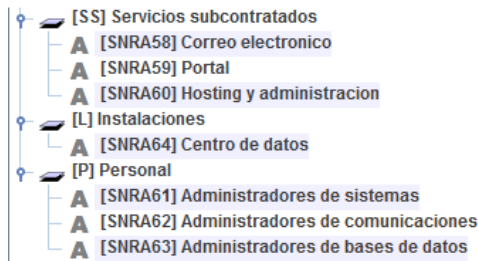 [SS] Servicios subcontratados
A [SNRA58] Correo electronico
A [SNRA59] Portal
A [SNRA60] Hosting y administracion
[L] Instalaciones
A [SNRA64] Centro de datos
[P] Personal
A [SNRA61] Administradores de sistemas
A [SNRA62] Administradores de comunicaciones
A [SNRA63] Administradores de bases de datos